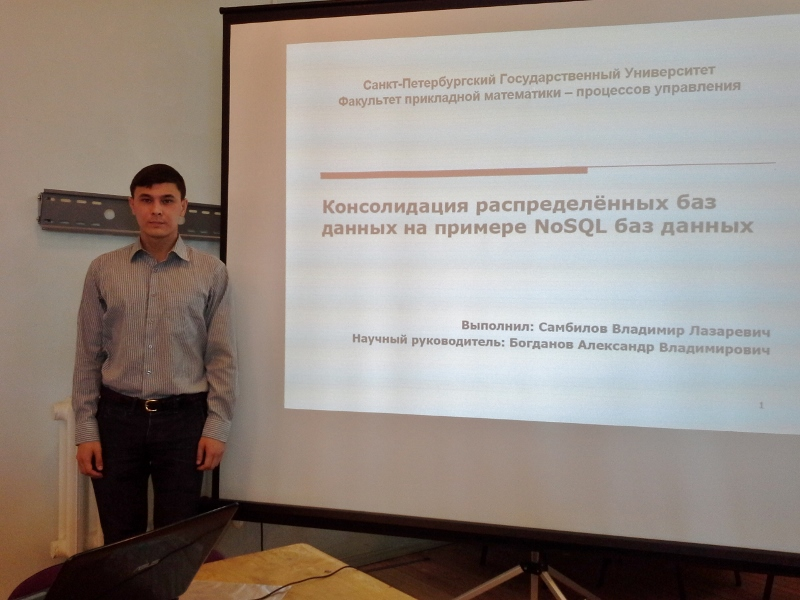 Санкт-Петербургский Государственный Университет
Факультет прикладной математики – процессов управления
Консолидация распределённых баз
данных на примере NoSQL баз данных
Выполнил: Самбилов Владимир Лазаревич
Научный руководитель: Богданов Александр Владимирович
1